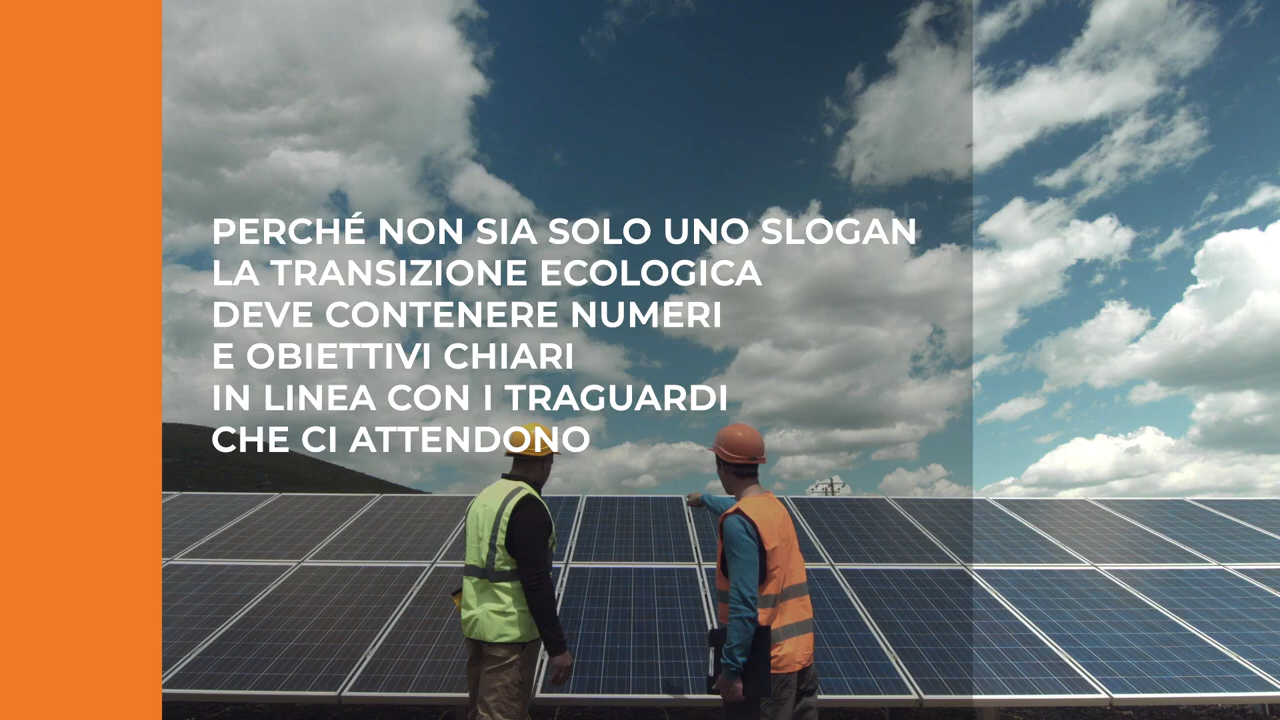 PERCHÉ NON SIA SOLO UNO SLOGAN
LA TRANSIZIONE ECOLOGICA
DEVE CONTENERE NUMERI
E OBIETTIVI CHIARI
IN LINEA CON I TRAGUARDI
CHE CI ATTENDONO